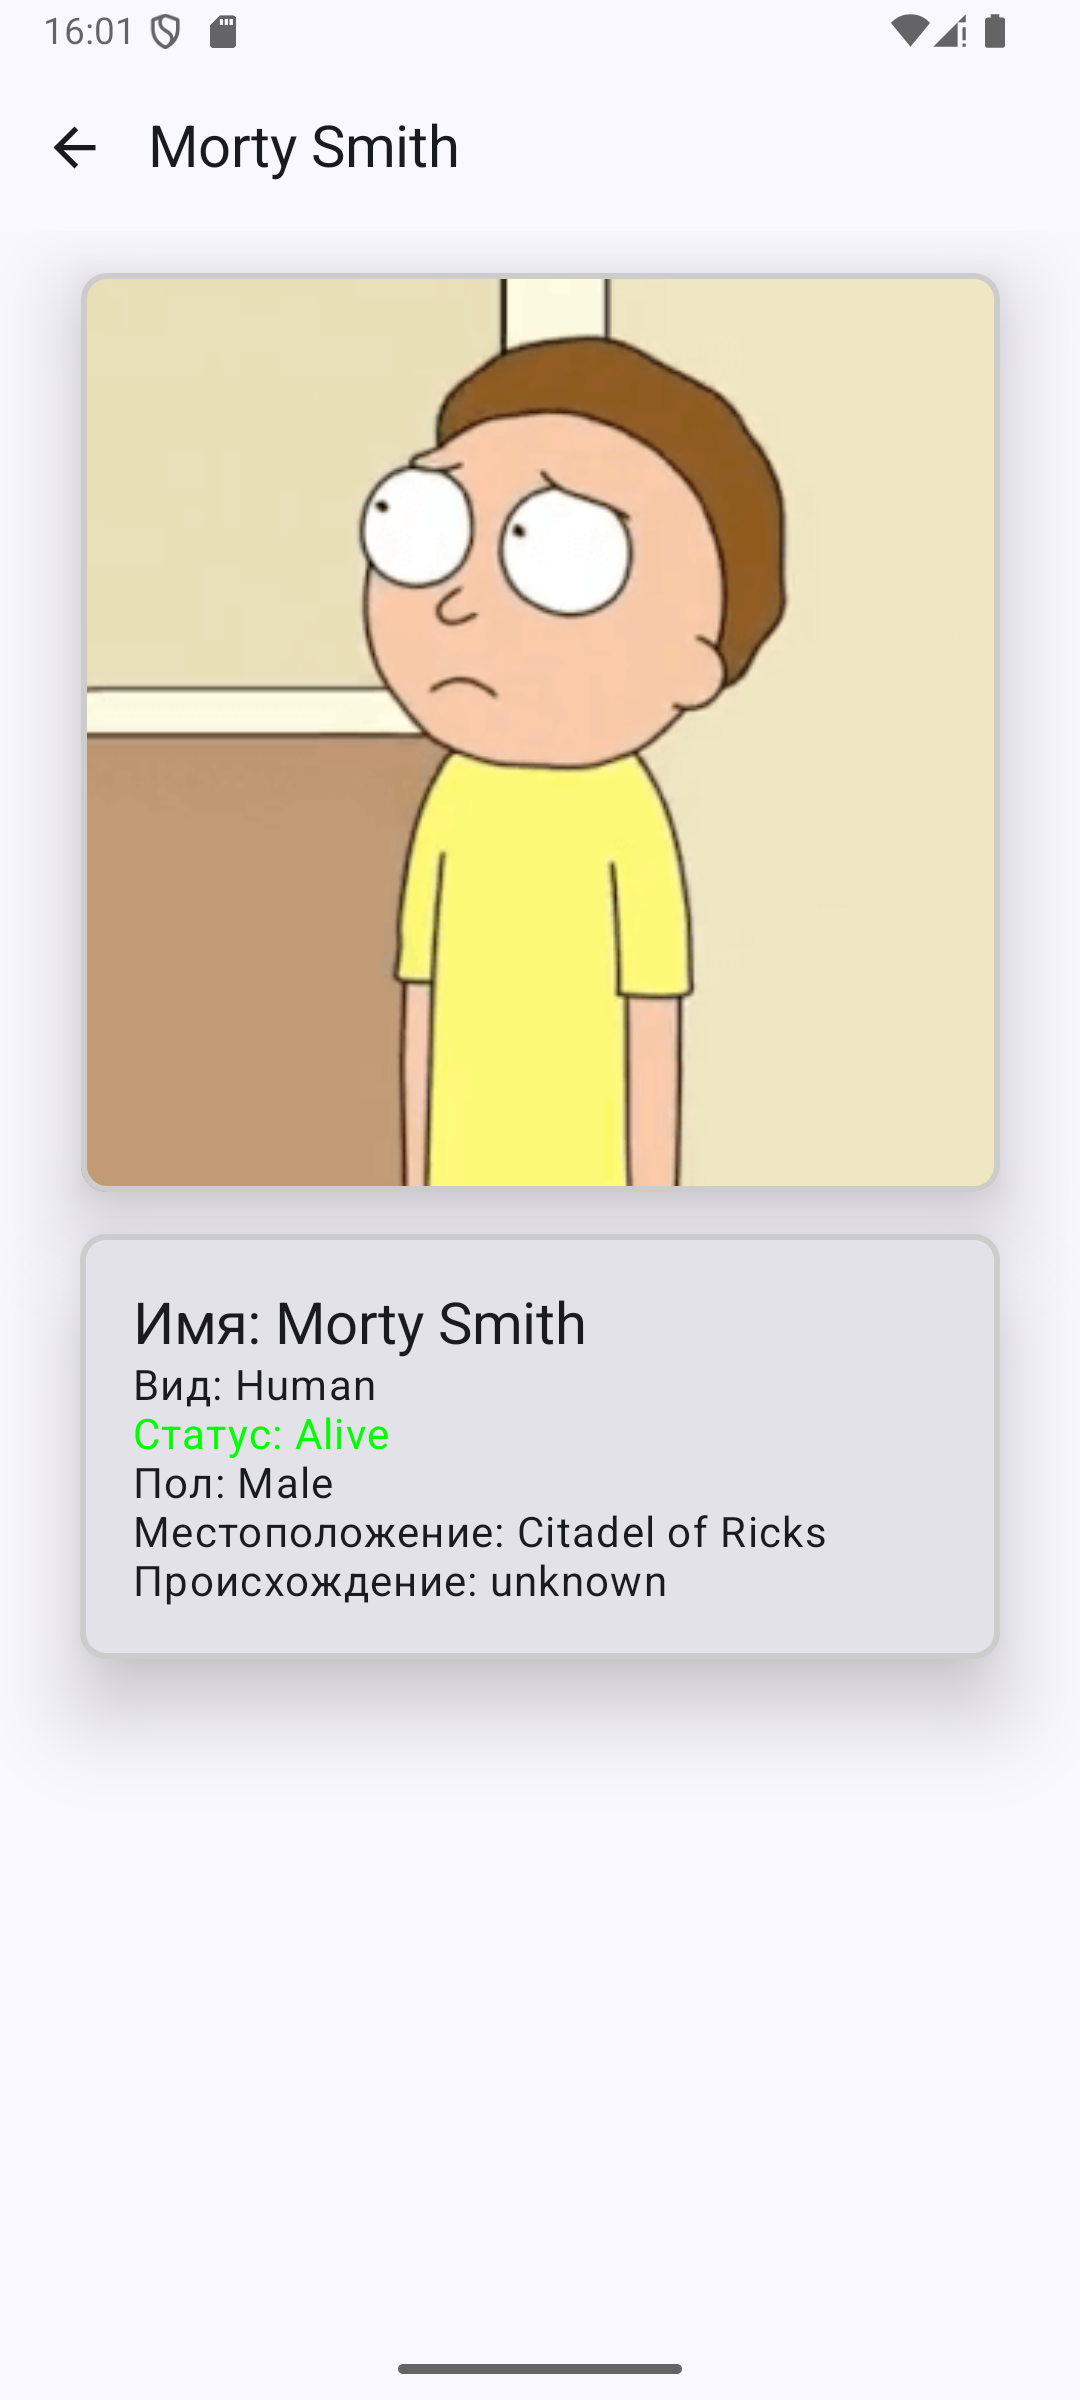 16:01
Morty Smith
Имя: Morty Smith
Вид: Human
Статус: Alive
Пол: Male
Местоположение: Citadel of Ricks
Происхождение: unknown